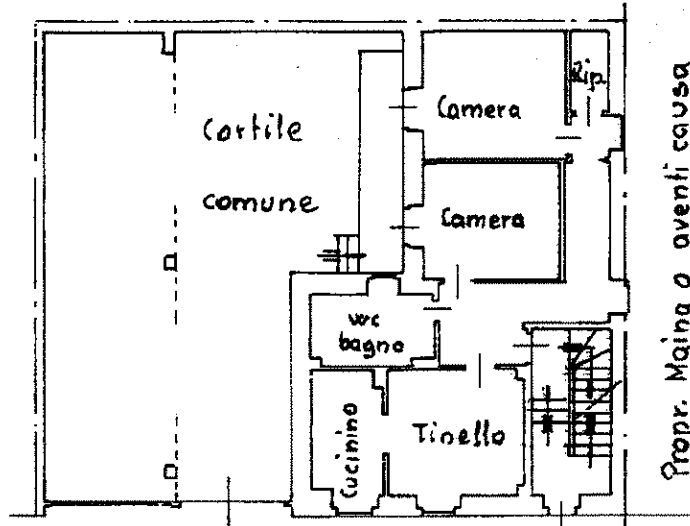 Cortile
comune
Camera
Rip.
Camera
wc
bagno
Cucinino
Tinello
Propr. Maina o aventi causa